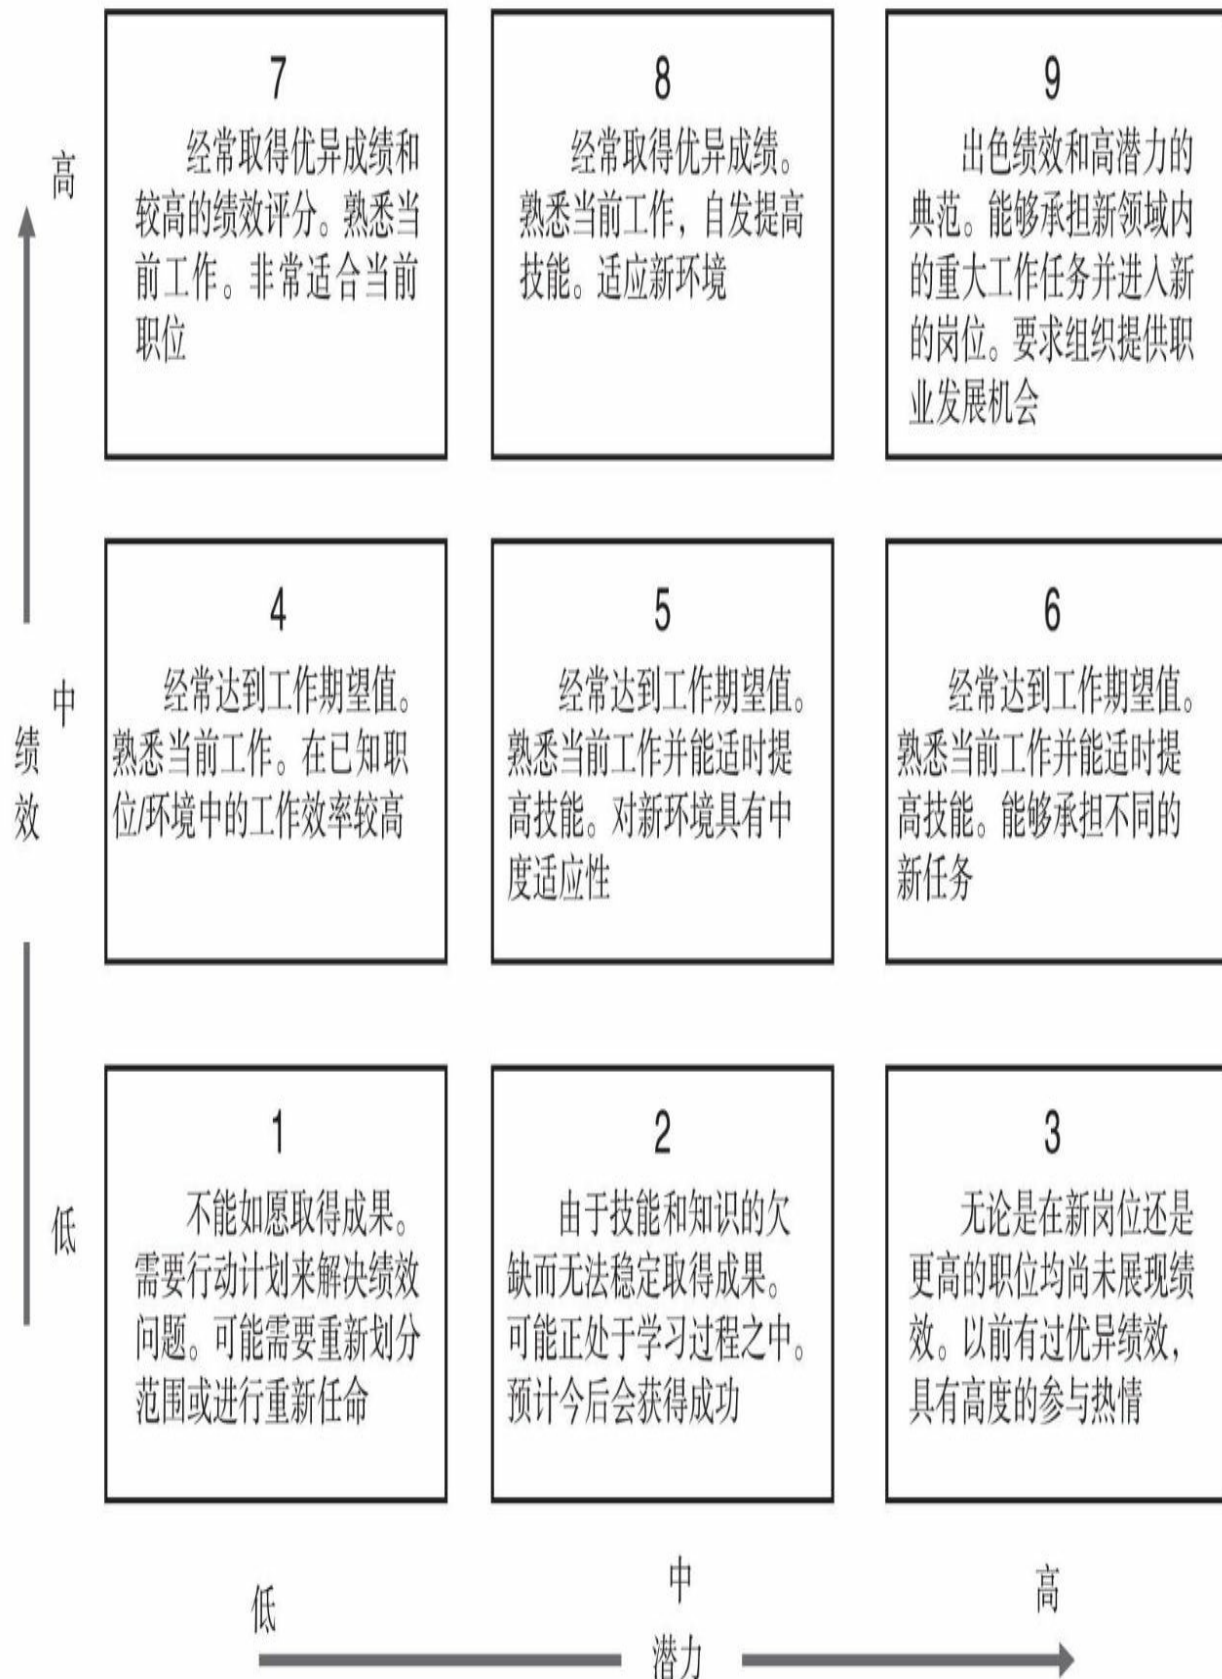 高
7
经常取得优异成绩和
较高的绩效评分。熟悉当
前工作。非常适合当前
职位
8
经常取得优异成绩。
熟悉当前工作，自发提高
技能。适应新环境
9
出色绩效和高潜力的
典范。能够承担新领域内
的重大工作任务并进入新
的岗位。要求组织提供职
业发展机会
中
绩
效
4
经常达到工作期望值。
熟悉当前工作。在已知职
位/环境中的工作效率较高
5
经常达到工作期望值。
熟悉当前工作并能适时提
高技能。对新环境具有中
度适应性
6
经常达到工作期望值。
熟悉当前工作并能适时提
高技能。能够承担不同的
新任务
低
1
不能如愿取得成果。
需要行动计划来解决绩效
问题。可能需要重新划分
范围或进行重新任命
2
由于技能和知识的欠
缺而无法稳定取得成果。
可能正处于学习过程之中。
预计今后会获得成功
3
无论是在新岗位还是
更高的职位均尚未展现绩
效。以前有过优异绩效，
具有高度的参与热情
低
中
高
潜力